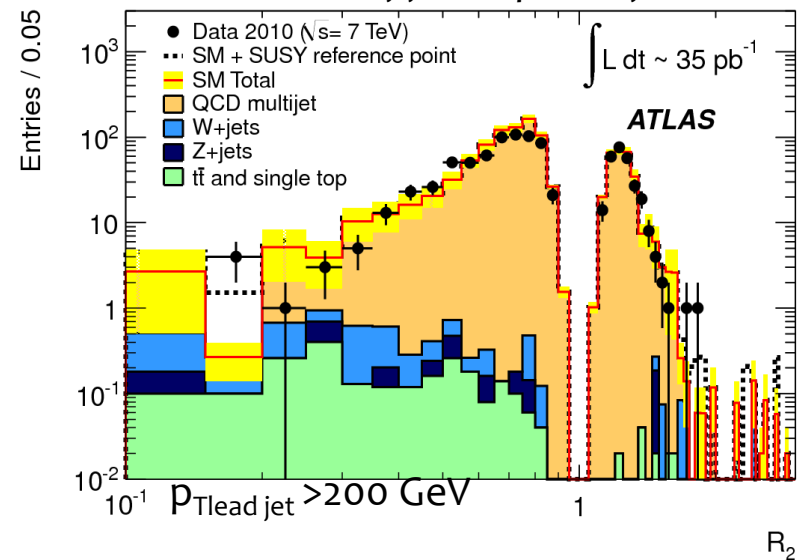 Entries / 0.05
10³
10²
10
1
10⁻¹
10⁻²
Data 2010 (√s= 7 TeV)
SM + SUSY reference point
SM Total
QCD multijet
W+jets
Z+jets
tt̄ and single top
∫ L dt ~ 35 pb⁻¹
ATLAS
10⁻¹
1
pTlead jet >200 GeV
R₂